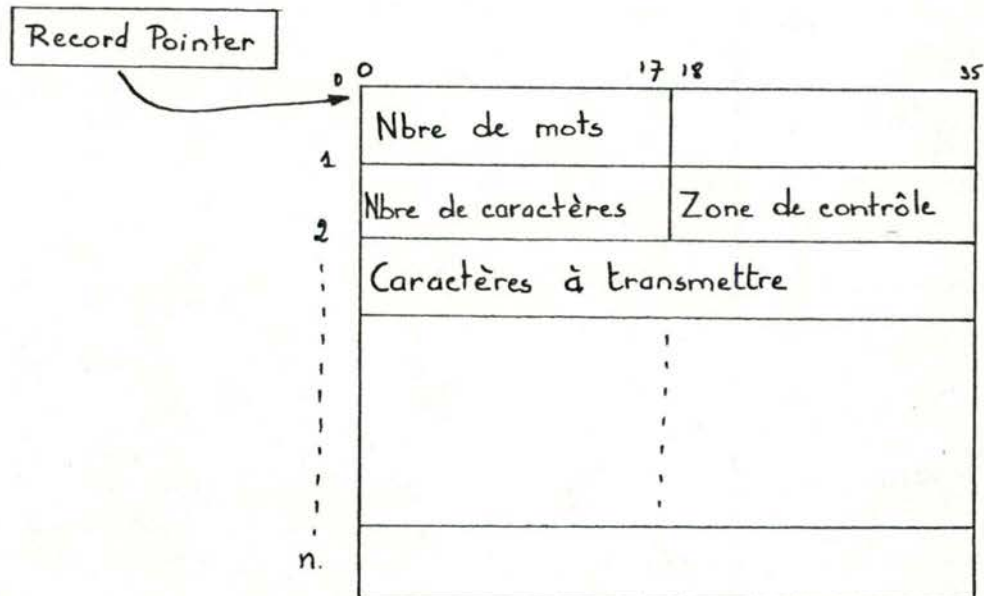 Record Pointer
0 0 17 18 35
Nbre de mots
1
Nbre de caractères Zone de contrôle
2
Caractères à transmettre
n.